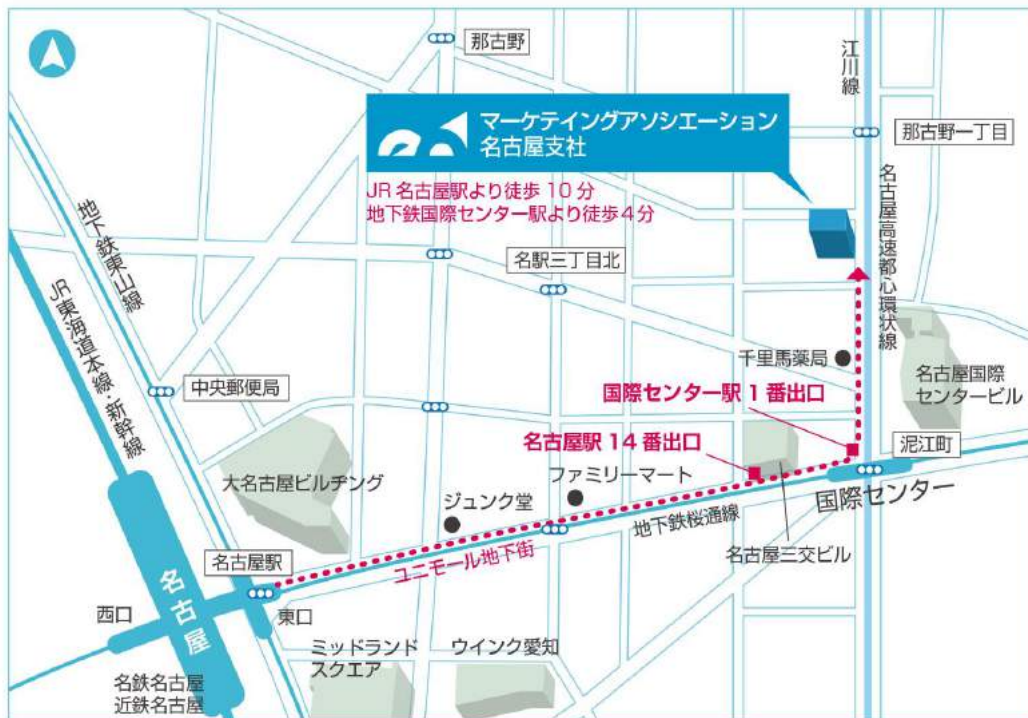 那古野
江川線
マーケテイングアソシエーション
名古屋支社
那古野一丁目
JR 名古屋駅より徒歩 10 分
地下鉄国際センター駅より徒歩 4 分
名古屋高速都心環状線
地下鉄東山線
名駅三丁目北
JR東海道本線・新幹線
千里馬薬局
名古屋国際
センタービル
中央郵便局
国際センター駅 1 番出口
名古屋駅 14 番出口
泥江町
ファミリーマート
大名古屋ビルヂング
ジュンク堂
国際センター
地下鉄桜通線
名古屋三交ビル
ユニモール地下街
名古屋駅
名古屋
西口
東口
ミッドランド
スクエア
ウインク愛知
名鉄名古屋
近鉄名古屋